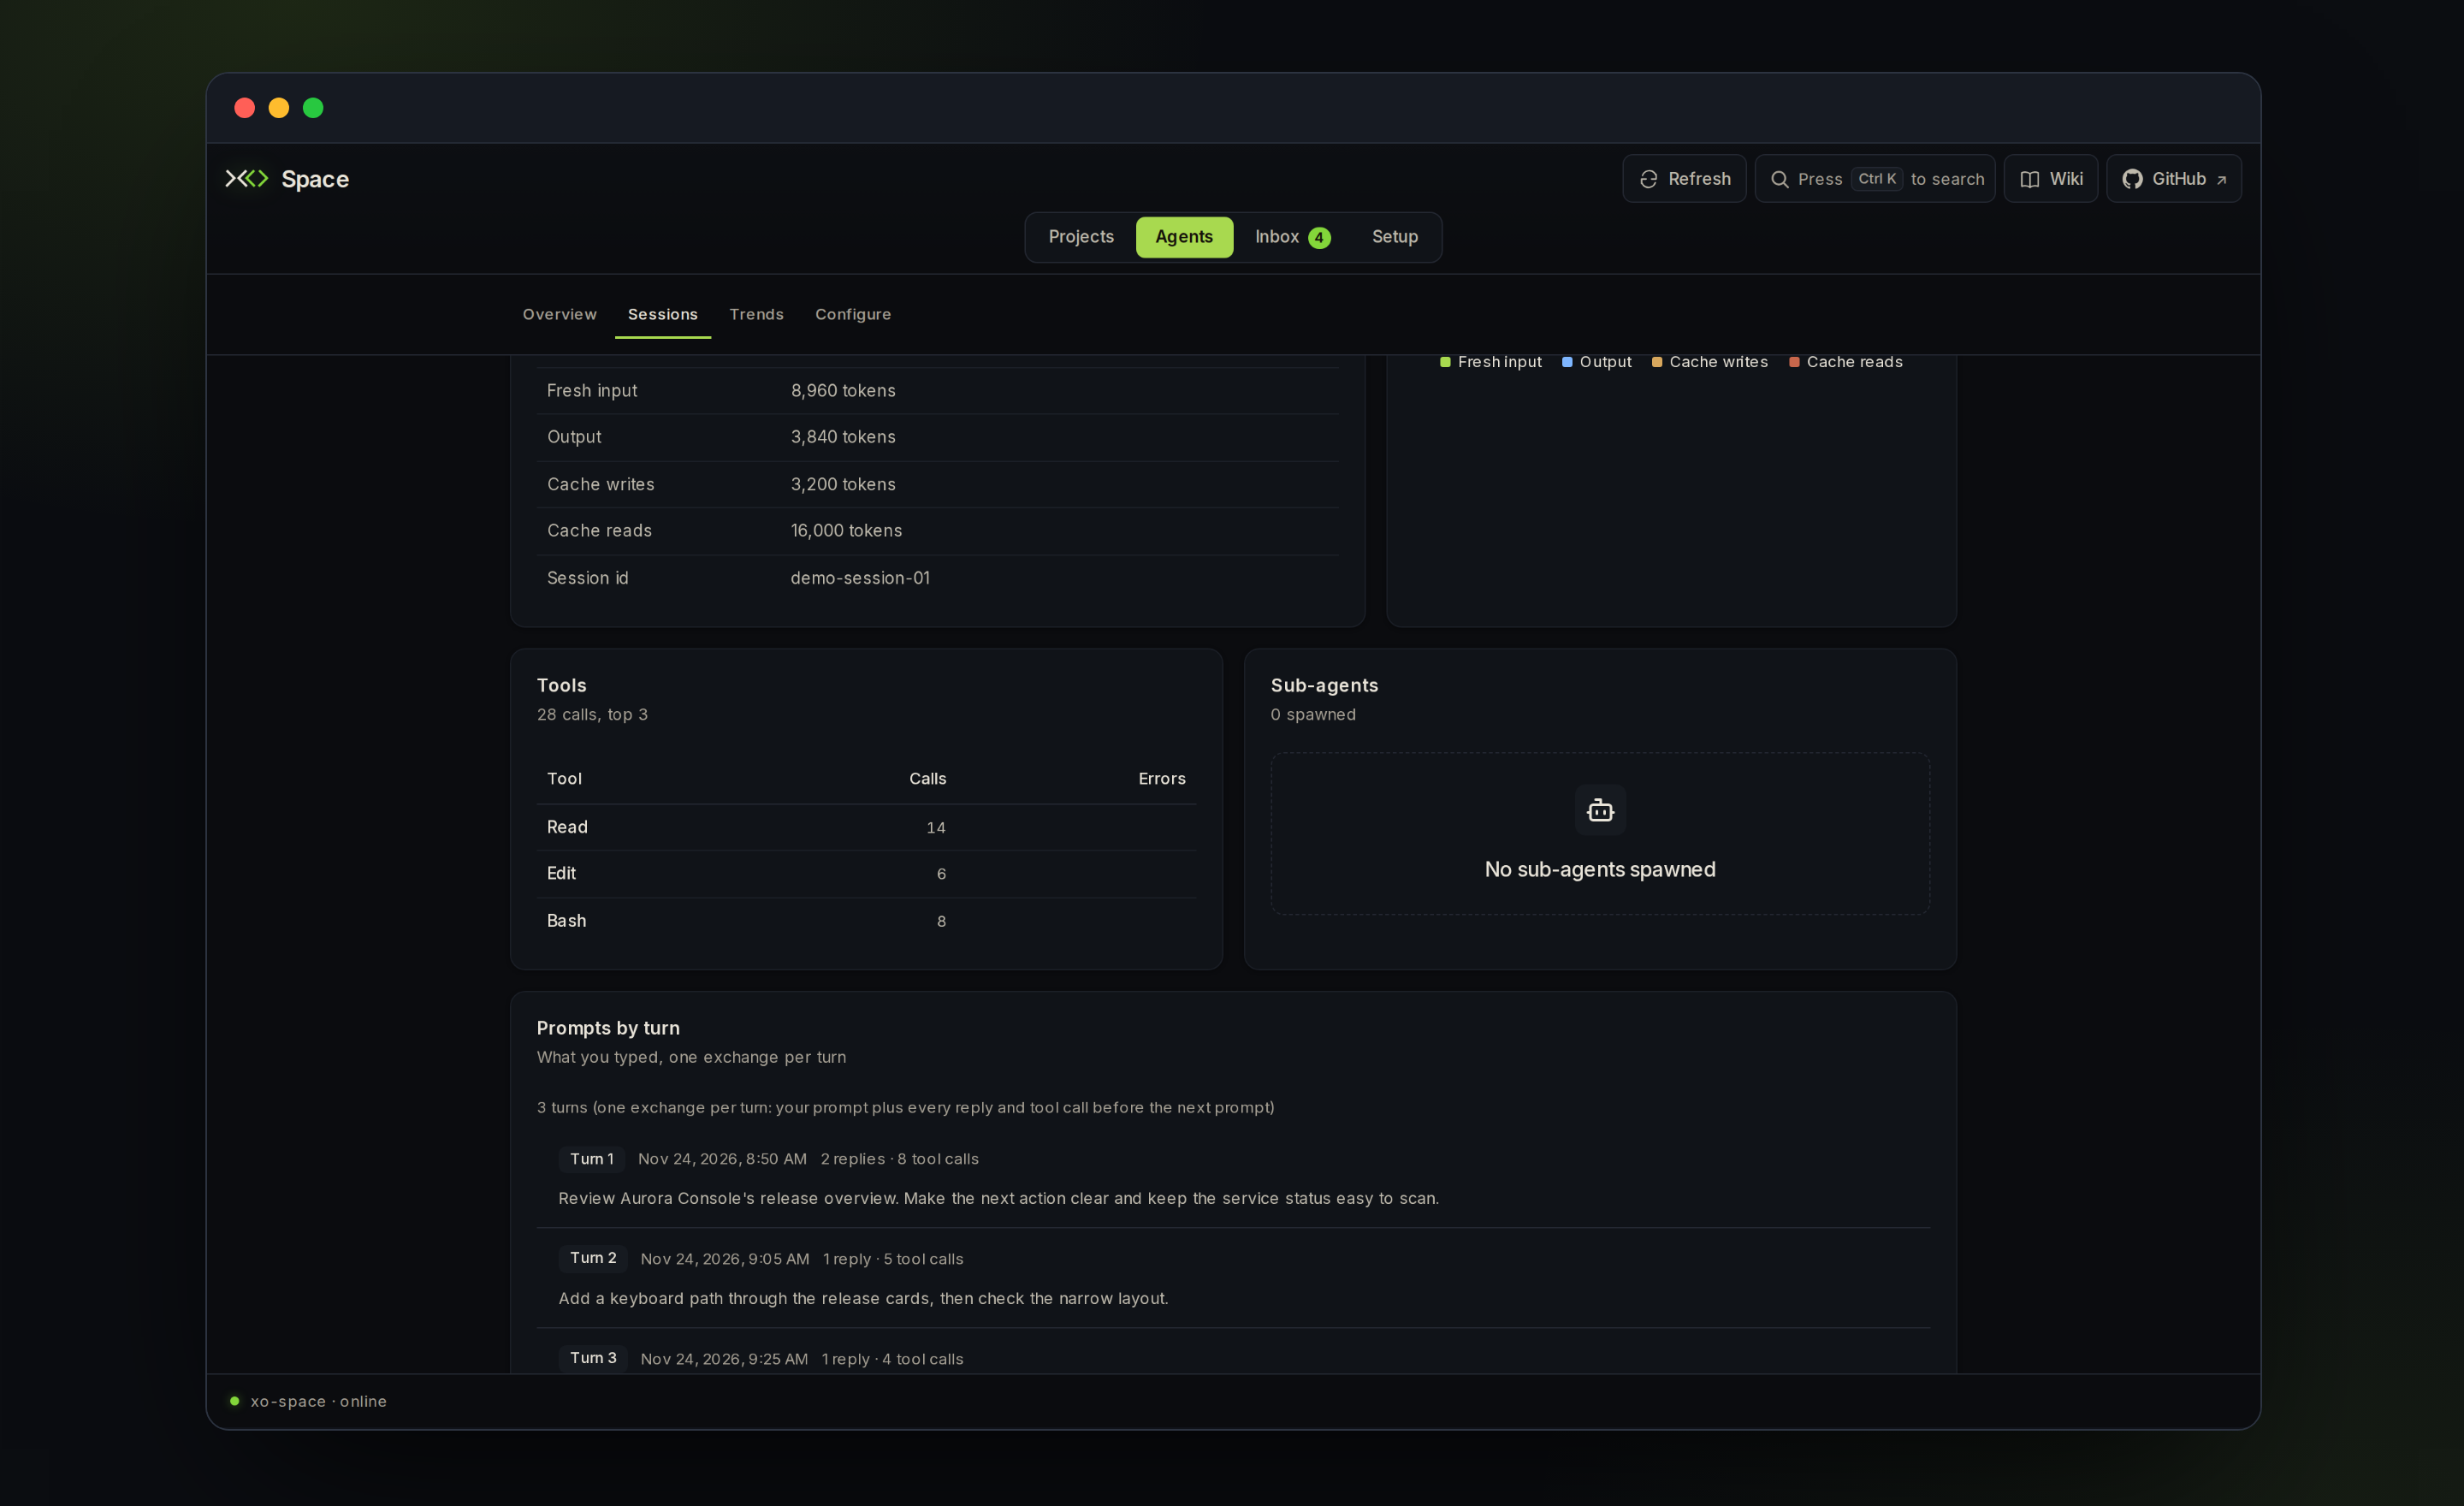 Space
Refresh
Press Ctrl K to search
Wiki
GitHub
Projects
Agents
Inbox 4
Setup
Overview
Sessions
Trends
Configure
Fresh input 8,960 tokens
Output 3,840 tokens
Cache writes 3,200 tokens
Cache reads 16,000 tokens
Session id demo-session-01
Fresh input Output Cache writes Cache reads
Tools
28 calls, top 3
Tool Calls Errors
Read 14
Edit 6
Bash 8
Sub-agents
0 spawned
No sub-agents spawned
Prompts by turn
What you typed, one exchange per turn
3 turns (one exchange per turn: your prompt plus every reply and tool call before the next prompt)
Turn 1 Nov 24, 2026, 8:50 AM 2 replies · 8 tool calls
Review Aurora Console's release overview. Make the next action clear and keep the service status easy to scan.
Turn 2 Nov 24, 2026, 9:05 AM 1 reply · 5 tool calls
Add a keyboard path through the release cards, then check the narrow layout.
Turn 3 Nov 24, 2026, 9:25 AM 1 reply · 4 tool calls
xo-space · online